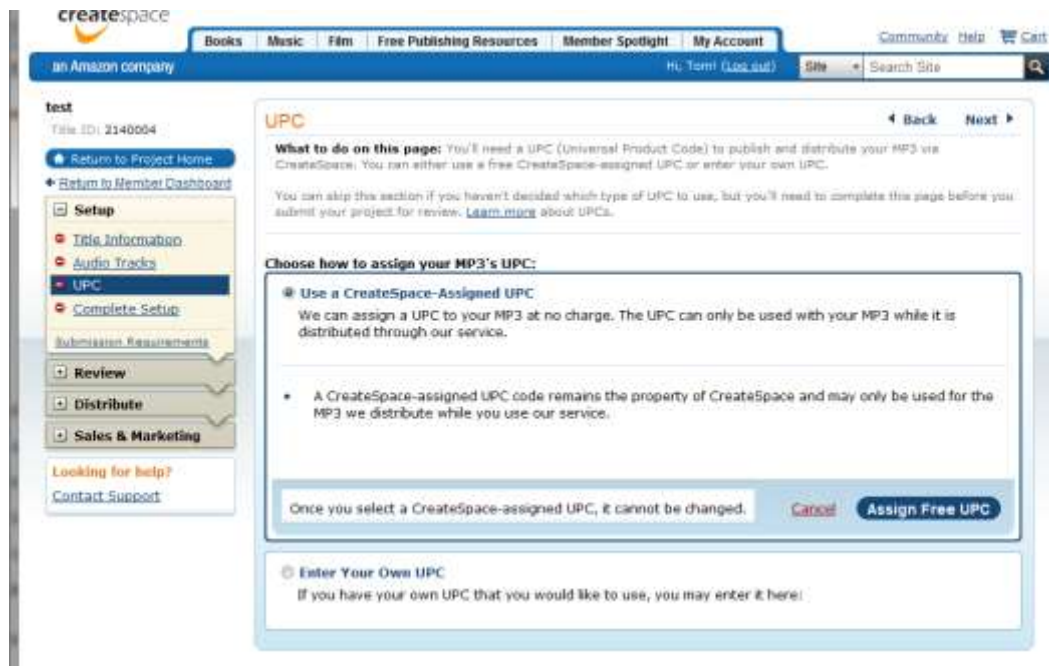 createspace
Books Music Film Free Publishing Resources Member Spotlight My Account
Community Help Cart
an Amazon company
Hi, Tom! (Log out)
Site
Search Site
test
Title ID: 2140004
Return to Project Home
Return to Member Dashboard
Setup
Title Information
Audio Tracks
UPC
Complete Setup
Submission Requirements
Review
Distribute
Sales & Marketing
Looking for help?
Contact Support
UPC
Back Next
What to do on this page: You'll need a UPC (Universal Product Code) to publish and distribute your MP3 via
CreateSpace. You can either use a free CreateSpace-assigned UPC or enter your own UPC.
You can skip this section if you haven't decided which type of UPC to use, but you'll need to complete this page before you
submit your project for review. Learn more about UPCs.
Choose how to assign your MP3's UPC:
Use a CreateSpace-Assigned UPC
We can assign a UPC to your MP3 at no charge. The UPC can only be used with your MP3 while it is
distributed through our service.
• A CreateSpace-assigned UPC code remains the property of CreateSpace and may only be used for the
MP3 we distribute while you use our service.
Once you select a CreateSpace-assigned UPC, it cannot be changed.
Cancel
Assign Free UPC
Enter Your Own UPC
If you have your own UPC that you would like to use, you may enter it here: